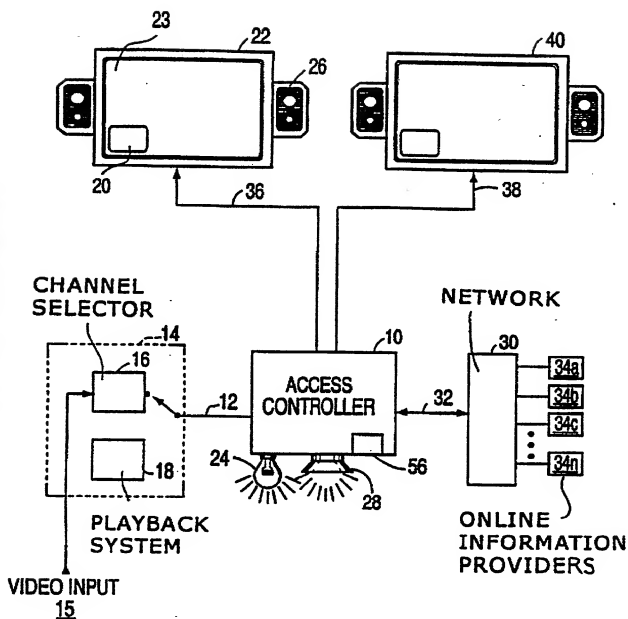 23
22
40
26
20
36
38
CHANNEL
SELECTOR
14
16
NETWORK
10
30
ACCESS
CONTROLLER
12
32
34a
34b
34c
34n
18
24
56
28
PLAYBACK
SYSTEM
ONLINE
INFORMATION
PROVIDERS
VIDEO INPUT
15